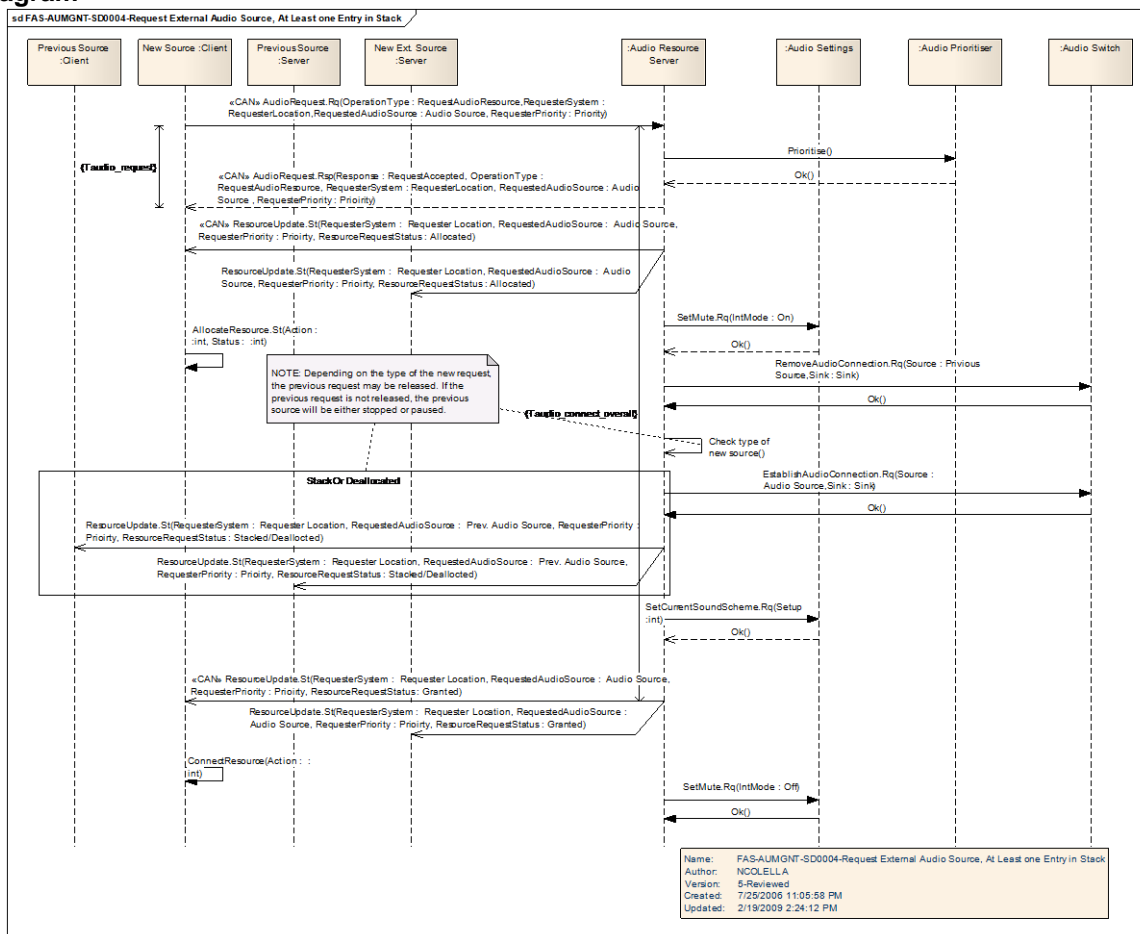 agram
sd FAS-AUMGNT-SD0004-Request External Audio Source, At Least one Entry in Stack
Previous Source
:Client
New Source :Client
Previous Source
:Server
New Ext. Source
:Server
:Audio Resource
Server
:Audio Settings
:Audio Prioritiser
:Audio Switch
«CAN» AudioRequest.Rq(OperationType : RequestAudioResource,RequesterSystem :
RequesterLocation,RequestedAudioSource : Audio Source, RequesterPriority : Priority)
{Taudio_request}
Prioritise()
Ok()
«CAN» AudioRequest.Rsp(Response : RequestAccepted, OperationType :
RequestAudioResource, RequesterSystem : RequesterLocation, RequestedAudioSource : Audio
Source , RequesterPriority : Prioirity)
«CAN» ResourceUpdate.St(RequesterSystem : Requester Location, RequestedAudioSource : Audio Source,
RequesterPriority : Prioirty, ResourceRequestStatus : Allocated)
ResourceUpdate.St(RequesterSystem : Requester Location, RequestedAudioSource : Audio
Source, RequesterPriority : Prioirty, ResourceRequestStatus : Allocated)
SetMute.Rq(IntMode : On)
AllocateResource.St(Action :
:int, Status : :int)
Ok()
RemoveAudioConnection.Rq(Source : Privious
Source,Sink : Sink)
NOTE: Depending on the type of the new request,
the previous request may be released. If the
previous request is not released, the previous
source will be either stopped or paused.
Ok()
{Taudio_connect_overall}
Check type of
new source()
StackOrDeallocated
EstablishAudioConnection.Rq(Source :
Audio Source,Sink : Sink)
Ok()
ResourceUpdate.St(RequesterSystem : Requester Location, RequestedAudioSource : Prev. Audio Source, RequesterPriority :
Prioirty, ResourceRequestStatus : Stacked/Deallocted)
ResourceUpdate.St(RequesterSystem : Requester Location, RequestedAudioSource : Prev. Audio Source,
RequesterPriority : Prioirty, ResourceRequestStatus : Stacked/Deallocted)
SetCurrentSoundScheme.Rq(Setup
:int)
Ok()
«CAN» ResourceUpdate.St(RequesterSystem : Requester Location, RequestedAudioSource : Audio Source,
RequesterPriority : Prioirty, ResourceRequestStatus : Granted)
ResourceUpdate.St(RequesterSystem : Requester Location, RequestedAudioSource :
Audio Source, RequesterPriority : Prioirty, ResourceRequestStatus : Granted)
ConnectResource(Action : :
int)
SetMute.Rq(IntMode : Off)
Ok()
Name: FAS-AUMGNT-SD0004-Request External Audio Source, At Least one Entry in Stack
Author: NCOLELLA
Version: 5-Reviewed
Created: 7/25/2006 11:05:58 PM
Updated: 2/19/2009 2:24:12 PM